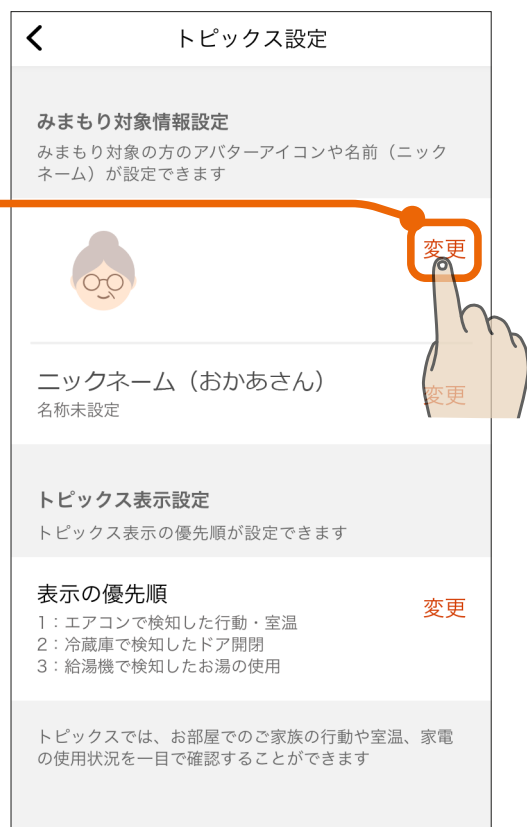 トピックス設定
みまもり対象情報設定
みまもり対象の方のアバターアイコンや名前（ニック
ネーム）が設定できます
変更
ニックネーム（おかあさん）
変更
名称未設定
トピックス表示設定
トピックス表示の優先順が設定できます
表示の優先順
変更
1：エアコンで検知した行動・室温
2：冷蔵庫で検知したドア開閉
3：給湯機で検知したお湯の使用
トピックスでは、お部屋でのご家族の行動や室温、家電
の使用状況を一目で確認することができます